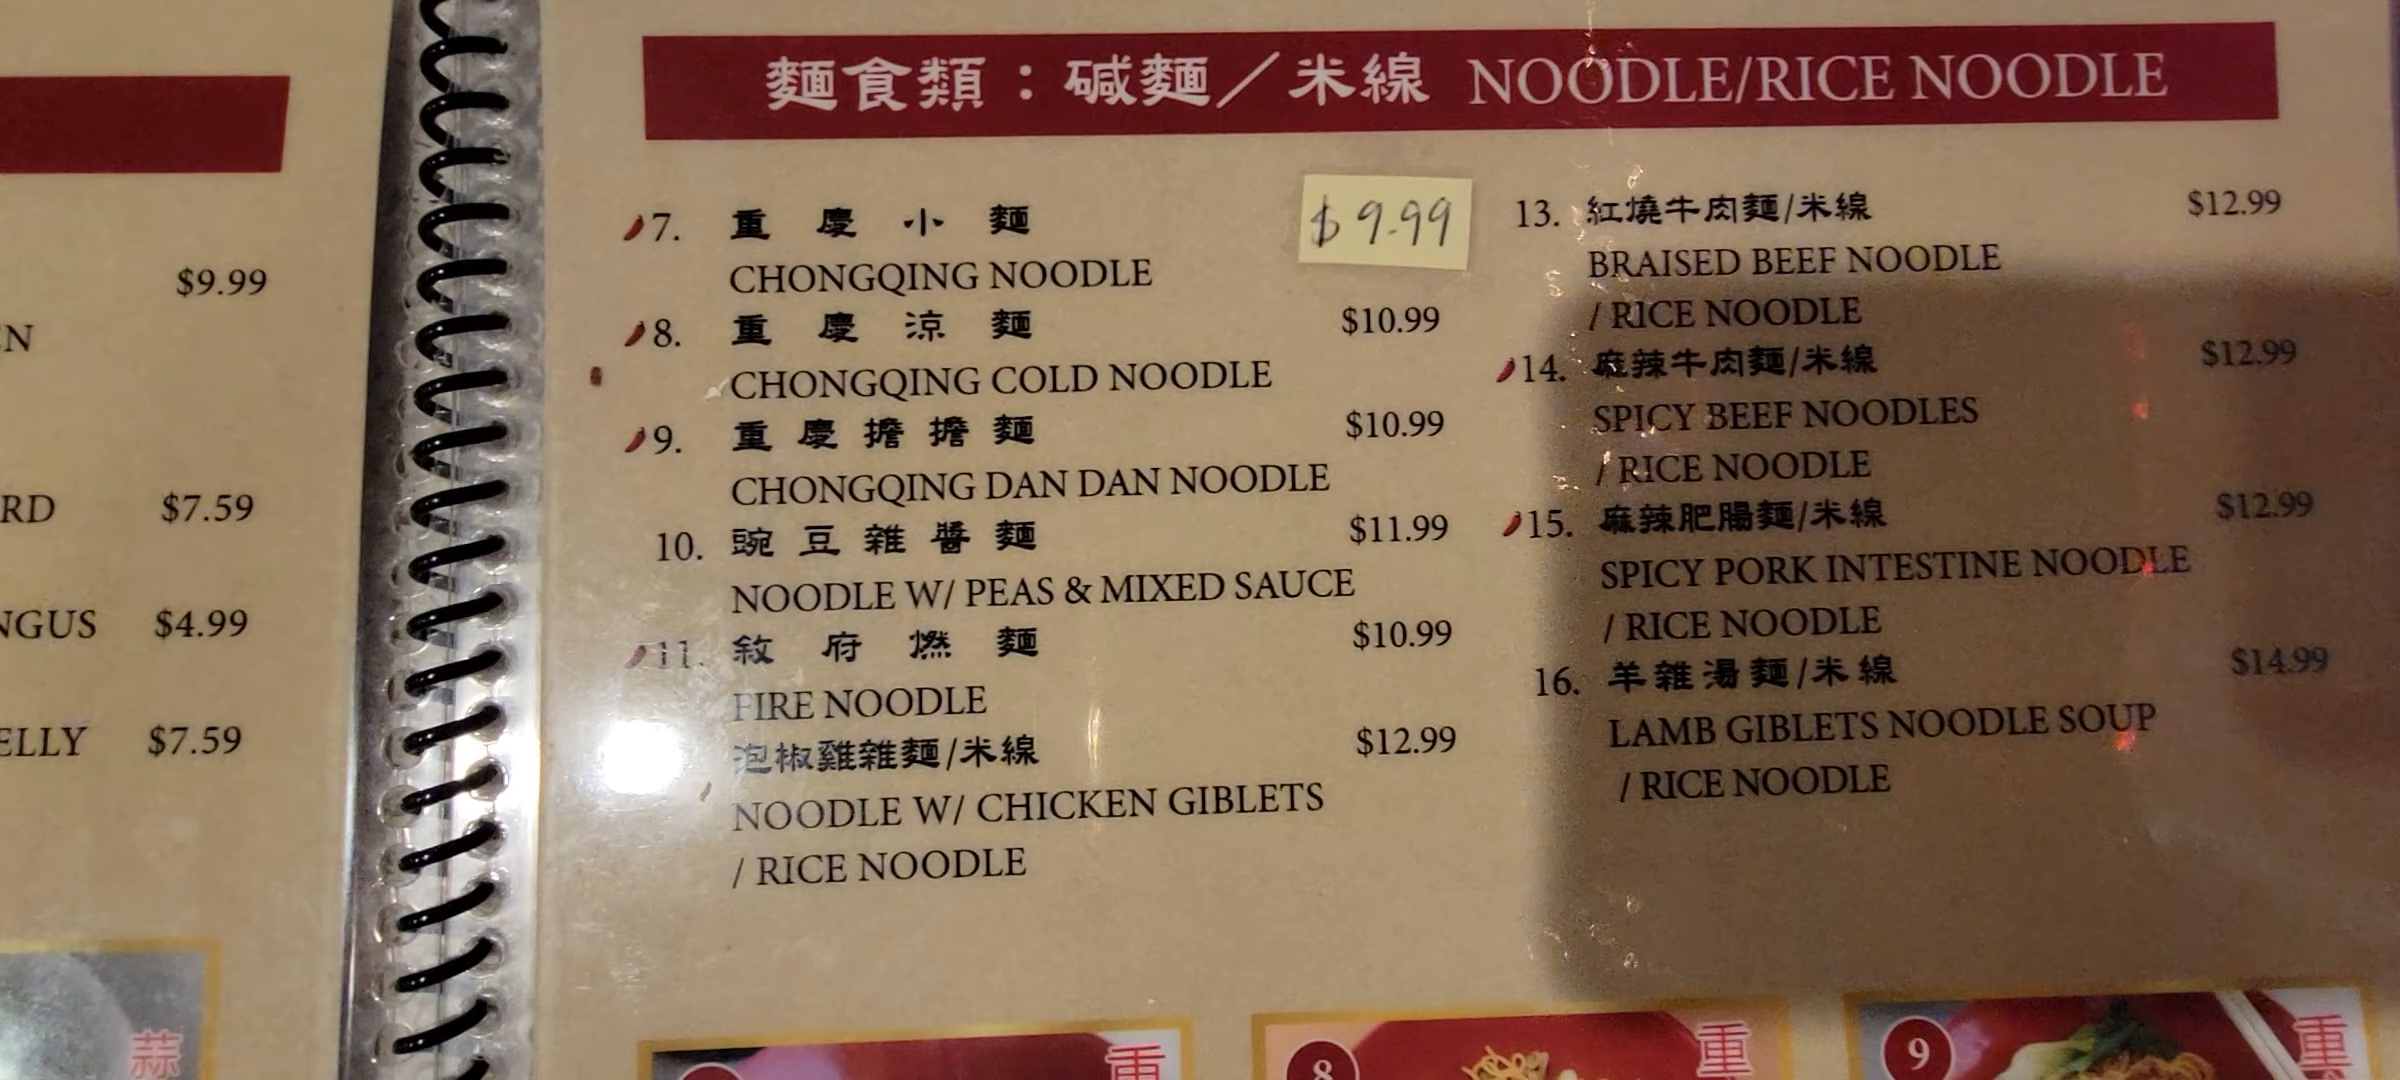 $9.99
EN
RD $7.59
NGUS $4.99
ELLY $7.59
蒜
麵食類：碱麵／米線 NOODLE/RICE NOODLE
7. 重慶小麵 $9.99
CHONGQING NOODLE
8. 重慶涼麵 $10.99
CHONGQING COLD NOODLE
9. 重慶擔擔麵 $10.99
CHONGQING DAN DAN NOODLE
10. 豌豆雜醬麵 $11.99
NOODLE W/ PEAS & MIXED SAUCE
11. 敘府燃麵 $10.99
FIRE NOODLE
泡椒雞雜麵/米線 $12.99
NOODLE W/ CHICKEN GIBLETS
/ RICE NOODLE
13. 紅燒牛肉麵/米線 $12.99
BRAISED BEEF NOODLE
/ RICE NOODLE
14. 麻辣牛肉麵/米線 $12.99
SPICY BEEF NOODLES
/ RICE NOODLE
15. 麻辣肥腸麵/米線 $12.99
SPICY PORK INTESTINE NOODLE
/ RICE NOODLE
16. 羊雜湯麵/米線 $14.99
LAMB GIBLETS NOODLE SOUP
/ RICE NOODLE
重
8 重
9 重